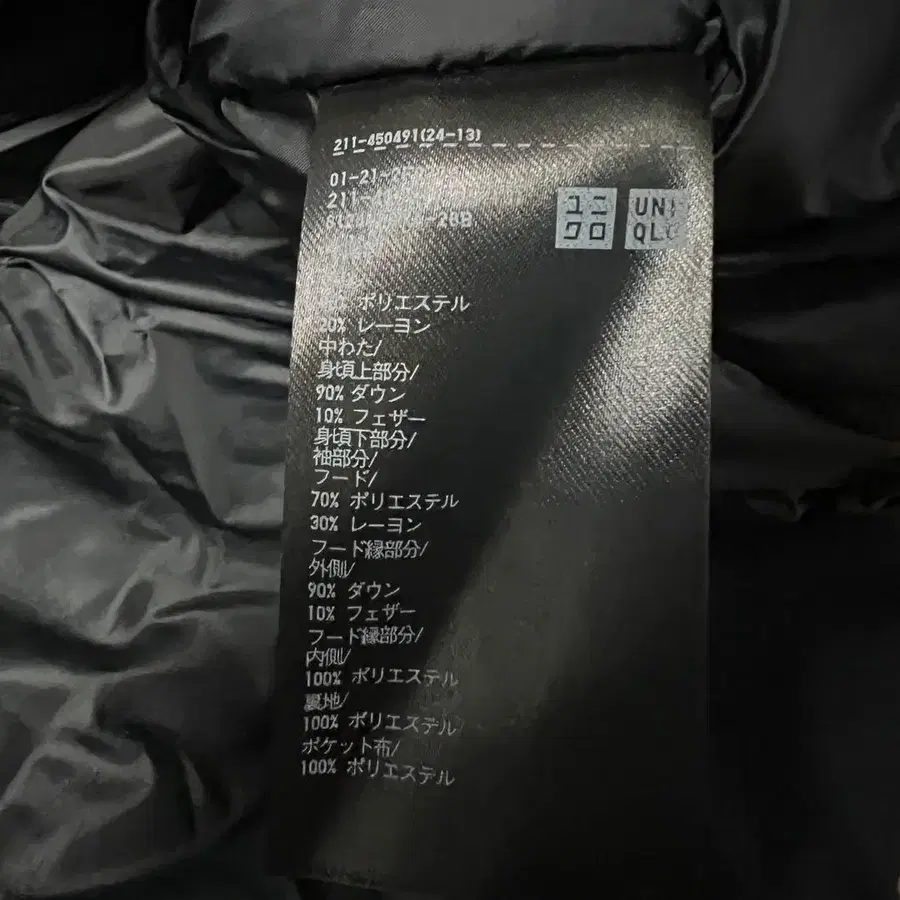 211-450491(24-13)
01-21-2
211-
ユニ UNI
クロ QLO
ポリエステル
20% レーヨン
中わた/
身頃上部分/
90% ダウン
10% フェザー
身頃下部分/
袖部分/
フード/
70% ポリエステル
30% レーヨン
フード縁部分/
外側/
90% ダウン
10% フェザー
フード縁部分/
内側/
100% ポリエステル
裏地/
100% ポリエステル
ポケット布/
100% ポリエステル